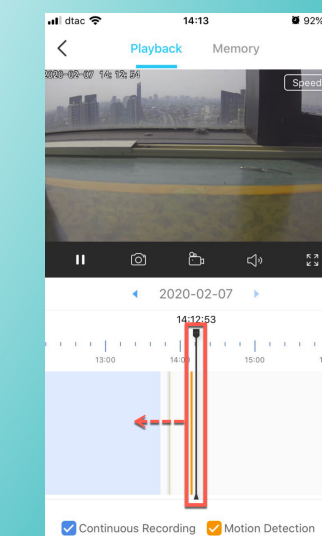 dtac 14:13 92%
Playback Memory
2020-02-07 14:12:54
Speed
2020-02-07
14:12:53
13:00 14:00 15:00
Continuous Recording Motion Detection